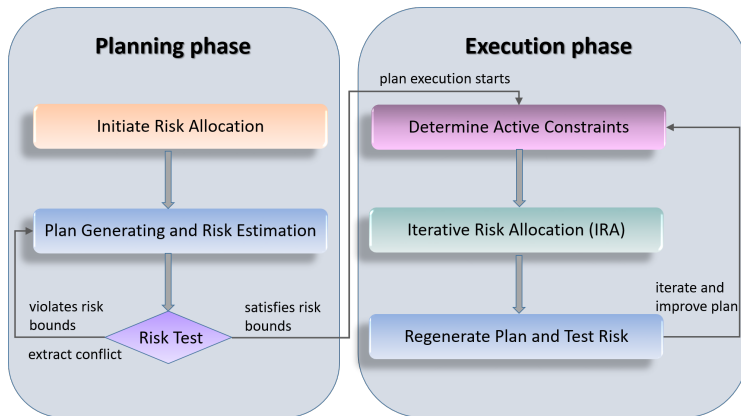 Planning phase
Initiate Risk Allocation
Plan Generating and Risk Estimation
violates risk
bounds
extract conflict
Risk Test
satisfies risk
bounds
Execution phase
plan execution starts
Determine Active Constraints
Iterative Risk Allocation (IRA)
iterate and
improve plan
Regenerate Plan and Test Risk